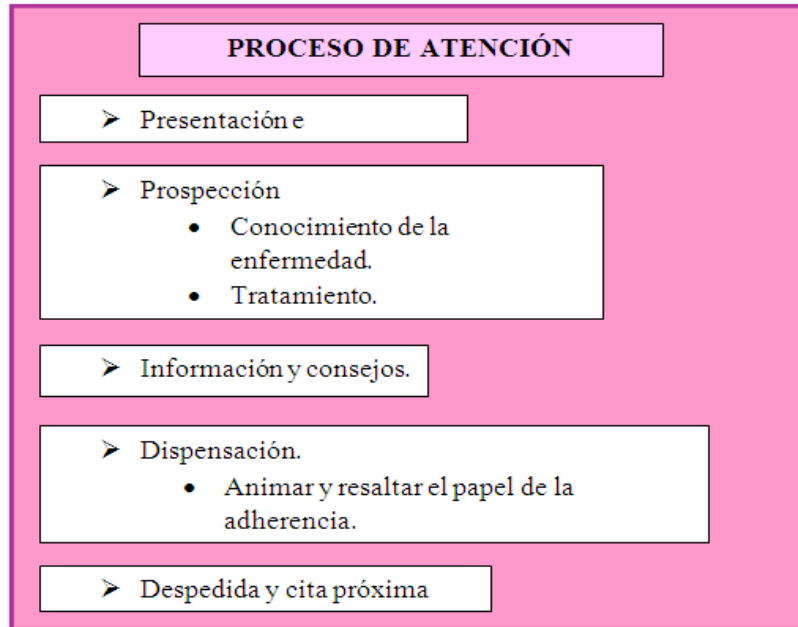 PROCESO DE ATENCIÓN
➢ Presentación e
➢ Prospección
• Conocimiento de la
enfermedad.
• Tratamiento.
➢ Información y consejos.
➢ Dispensación.
• Animar y resaltar el papel de la
adherencia.
➢ Despedida y cita próxima